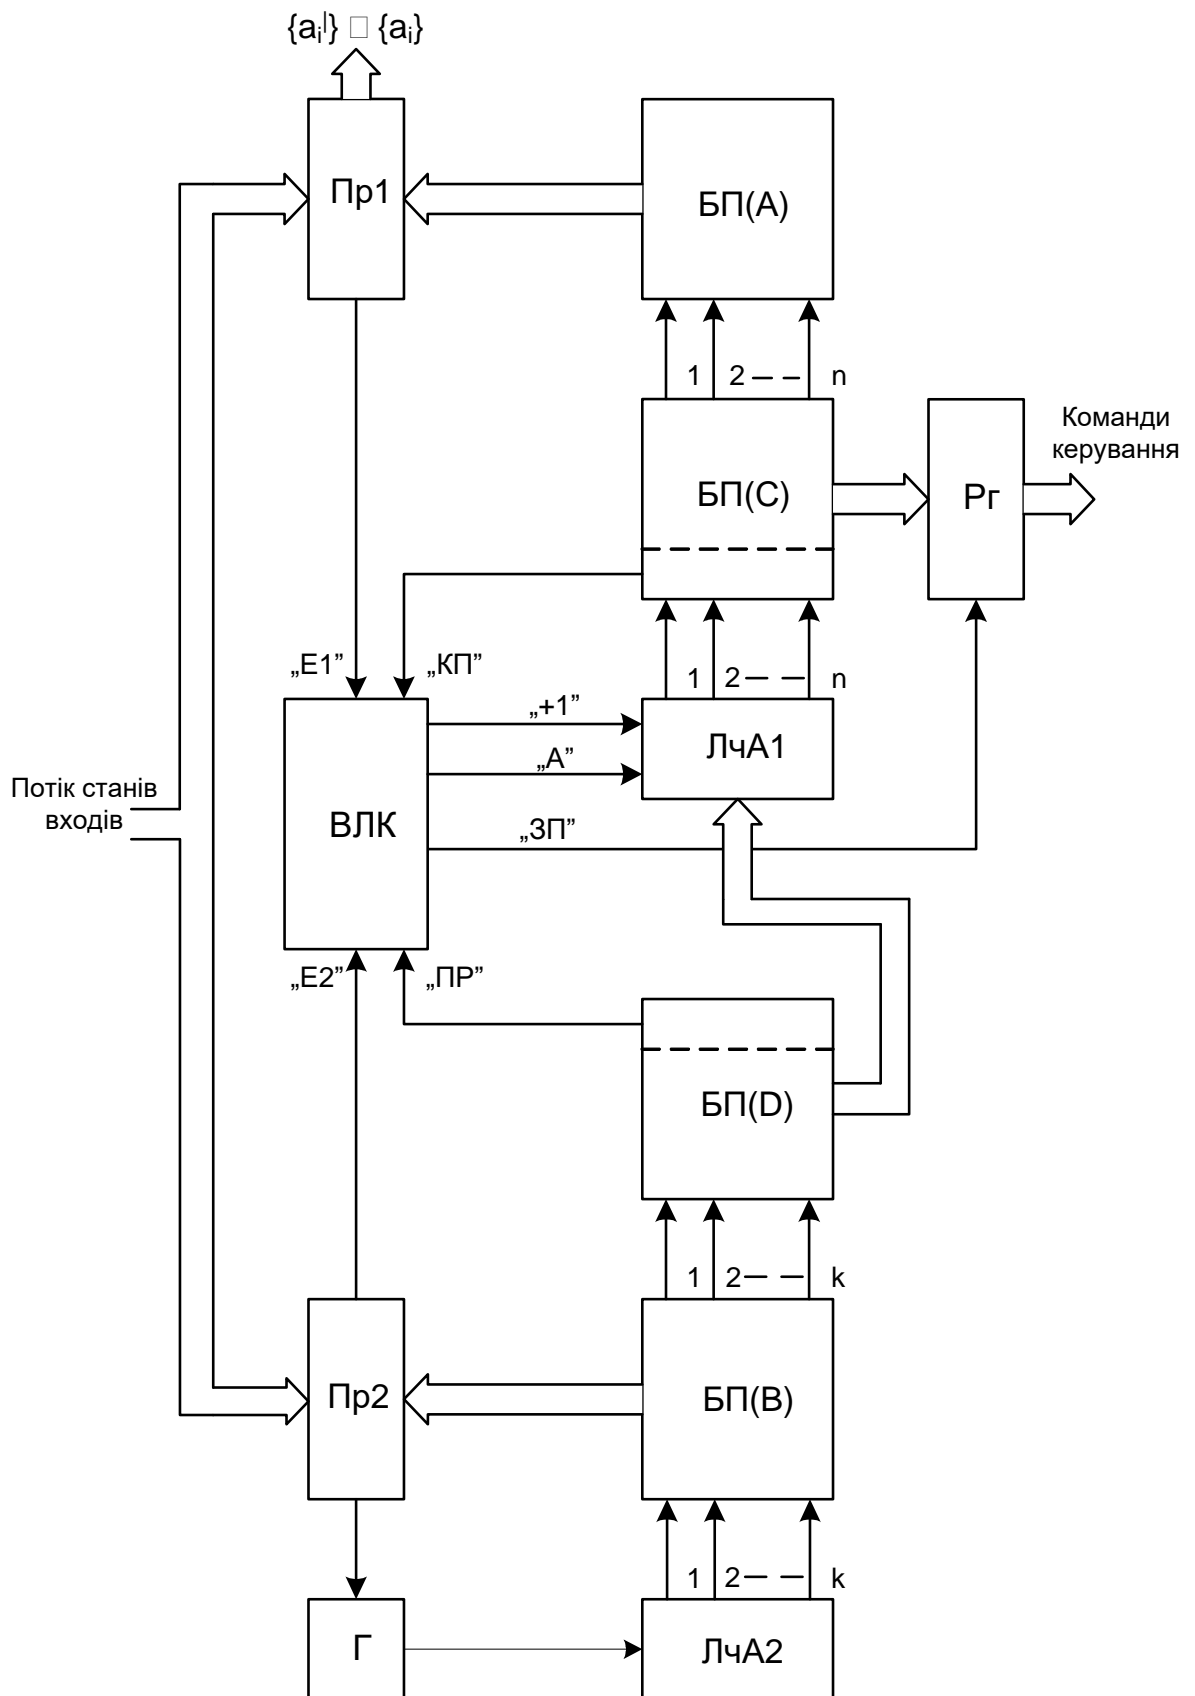 {aᵢˡ} □ {aᵢ}
Пр1
БП(А)
1 2 – – n
БП(С)
Рг
Команди
керування
„Е1”
„КП”
1 2 – – n
„+1”
ЛчА1
„А”
Потік станів
входів
ВЛК
„ЗП”
„Е2”
„ПР”
БП(D)
1 2 – – k
Пр2
БП(В)
1 2 – – k
Г
ЛчА2